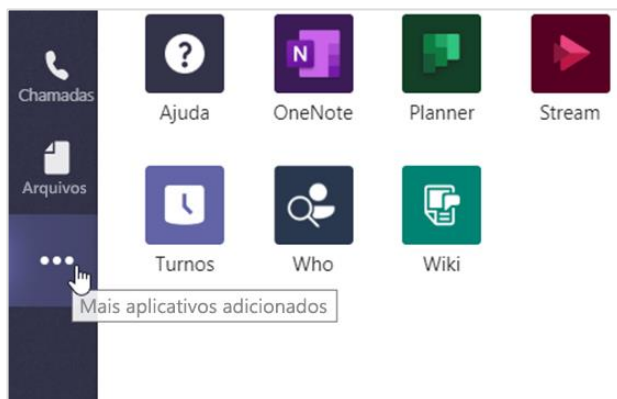 Chamadas
Arquivos
Ajuda
OneNote
Planner
Stream
N
Turnos
Who
Wiki
Mais aplicativos adicionados